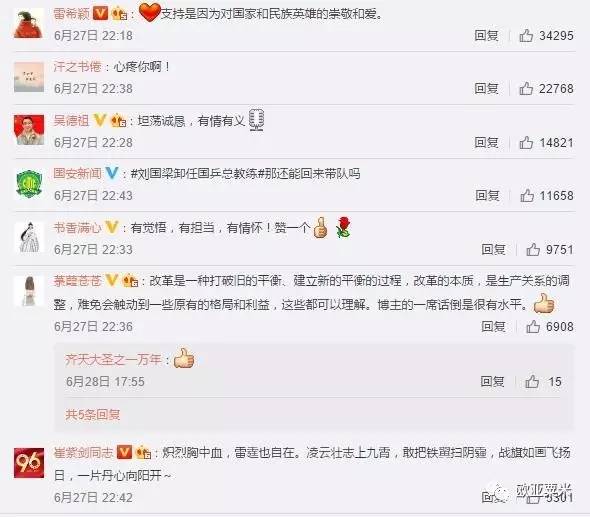 雷希颖：支持是因为对国家和民族英雄的崇敬和爱。
6月27日 22:18 回复 34295
汗之书倦：心疼你啊！
6月27日 22:38 回复 22768
吴德祖：坦荡诚恳，有情有义
6月27日 22:28 回复 14821
国安新闻：#刘国梁卸任国乒总教练#那还能回来带队吗
6月27日 22:43 回复 11658
书香满心：有觉悟，有担当，有情怀！赞一个
6月27日 22:33 回复 9751
蒹葭苍苍：改革是一种打破旧的平衡、建立新的平衡的过程，改革的本质，是生产关系的调
整，难免会触动到一些原有的格局和利益，这些都可以理解。博主的一席话倒是很有水平。
6月27日 22:36 回复 6908
齐天大圣之一万年：
6月28日 17:55 回复 15
共5条回复
96
崔紫剑同志：炽烈胸中血，雷霆也自在。凌云壮志上九霄，敢把铁翼扫阴霾，战旗如画飞扬
日，一片丹心向阳开～
6月27日 22:42 回复 5301
欧亚粟米